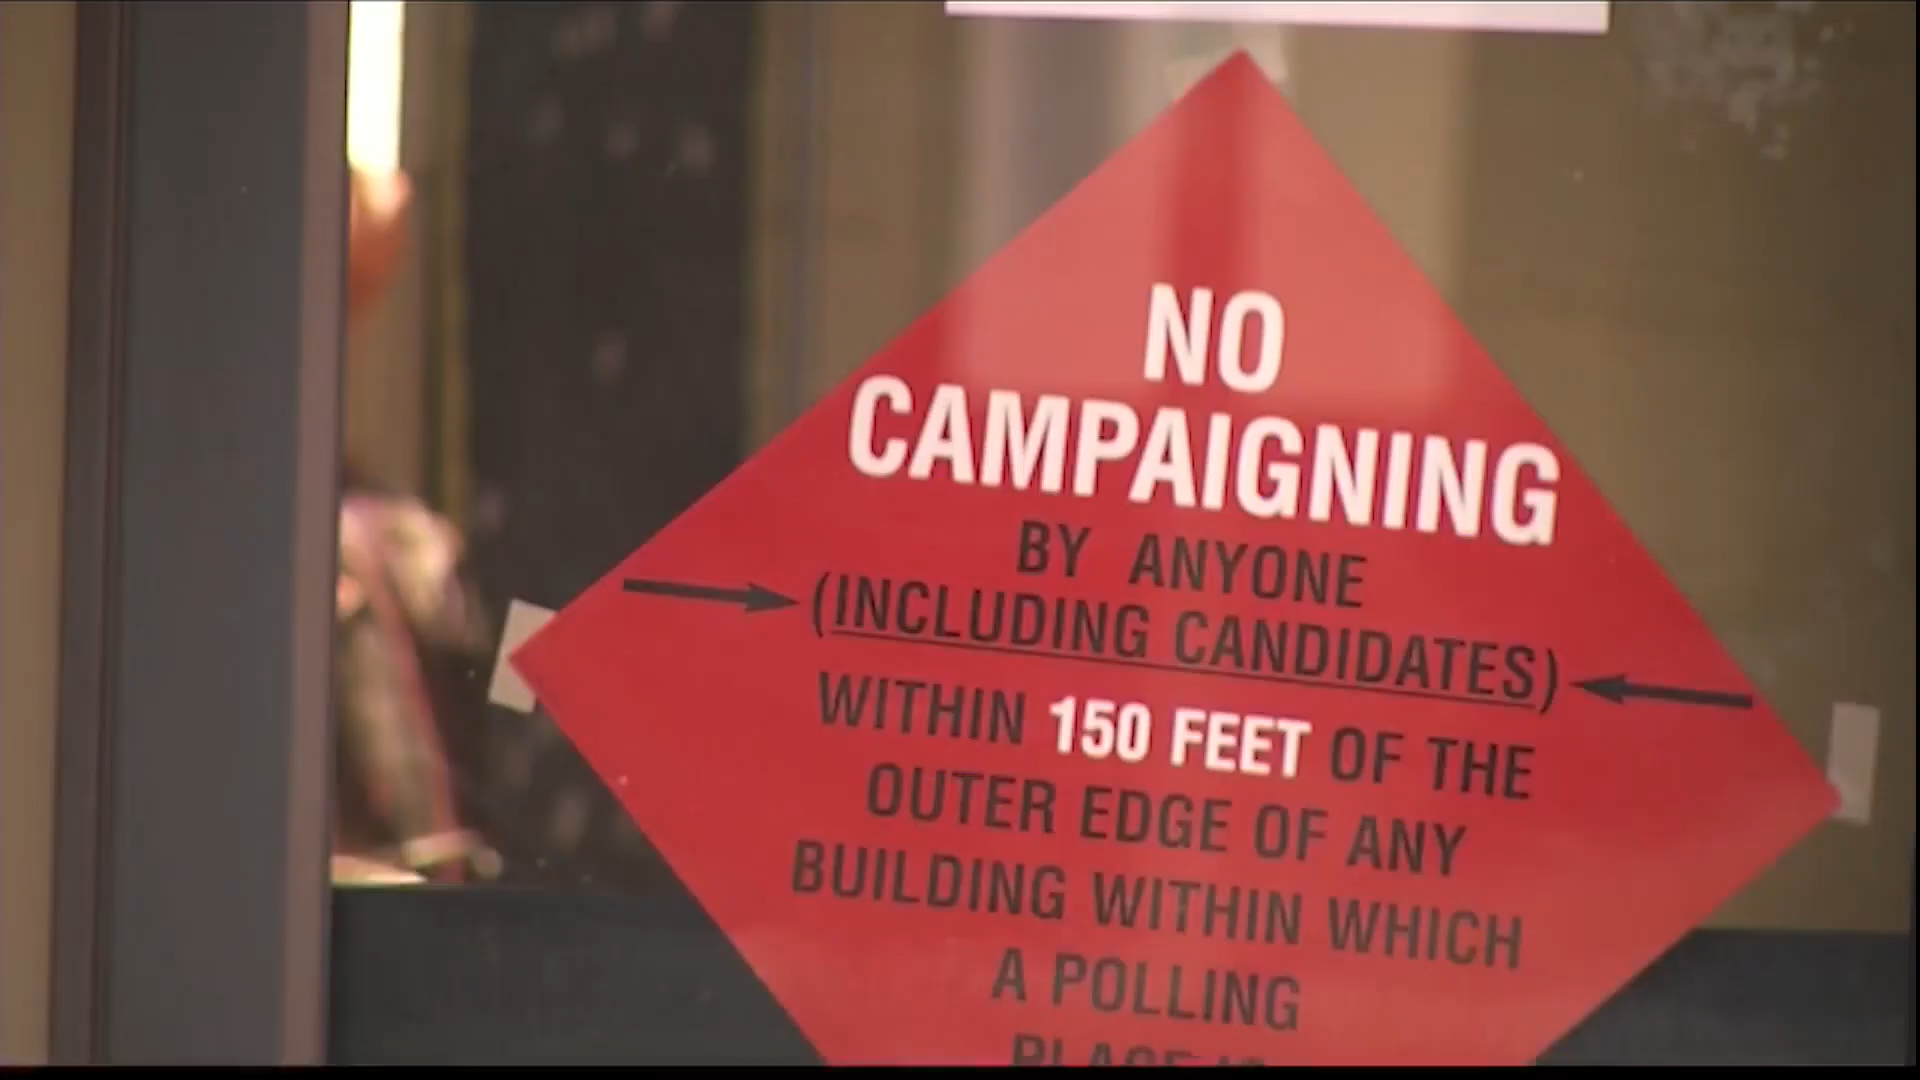 NO
CAMPAIGNING
BY ANYONE
(INCLUDING CANDIDATES)
WITHIN 150 FEET OF THE
OUTER EDGE OF ANY
BUILDING WITHIN WHICH
A POLLING
PLACE